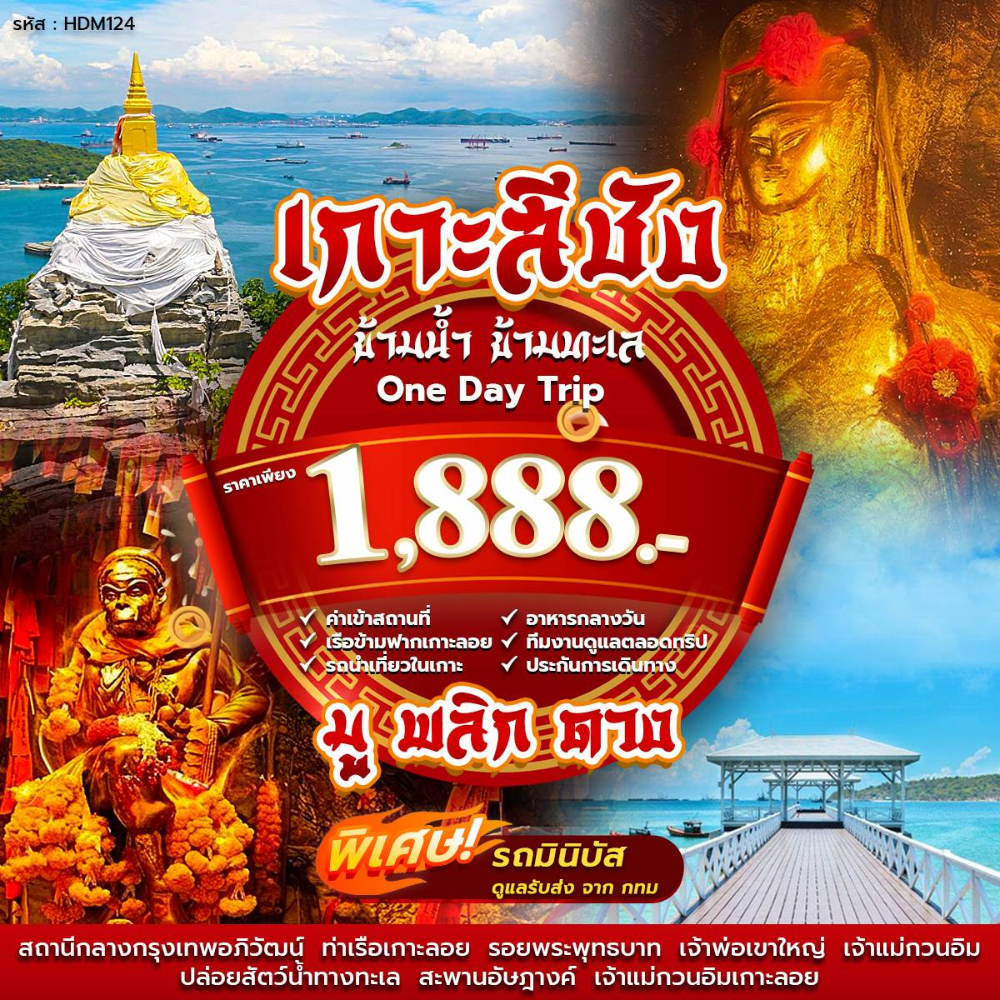 รหัส : HDM124
เกาะสีชัง
ข้ามน้ำ ข้ามทะเล
One Day Trip
ราคาเพียง 1,888.-
✓ ค่าเข้าสถานที่ ✓ อาหารกลางวัน
✓ เรือข้ามฟากเกาะลอย ✓ ทีมงานดูแลตลอดทริป
✓ รถนำเที่ยวในเกาะ ✓ ประกันการเดินทาง
มู พลิก ดวง
พิเศษ! รถมินิบัส
ดูแลรับส่ง จาก กทม
สถานีกลางกรุงเทพอภิวัฒน์ ท่าเรือเกาะลอย รอยพระพุทธบาท เจ้าพ่อเขาใหญ่ เจ้าแม่กวนอิม
ปล่อยสัตว์น้ำทางทะเล สะพานอัษฎางค์ เจ้าแม่กวนอิมเกาะลอย